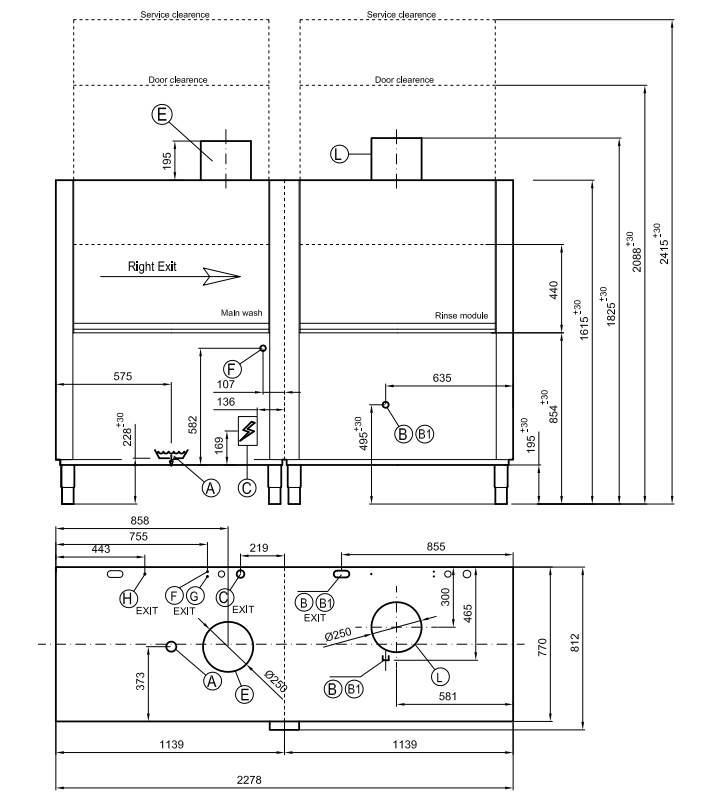 Service clearence
Service clearence
Door clearence
Door clearence
E
L
195
Right Exit
Main wash
Rinse module
440
1615 ±30
1825 ±30
2088 ±30
2415 ±30
F
575
107
635
136
582
228 ±30
169
495 ±30
B B1
195 ±30
854
A
C
858
755
443
219
855
H
EXIT
F G
EXIT
C
EXIT
B B1
EXIT
300
465
Ø250
770
812
373
A
E
Ø250
B B1
L
581
1139
1139
2278